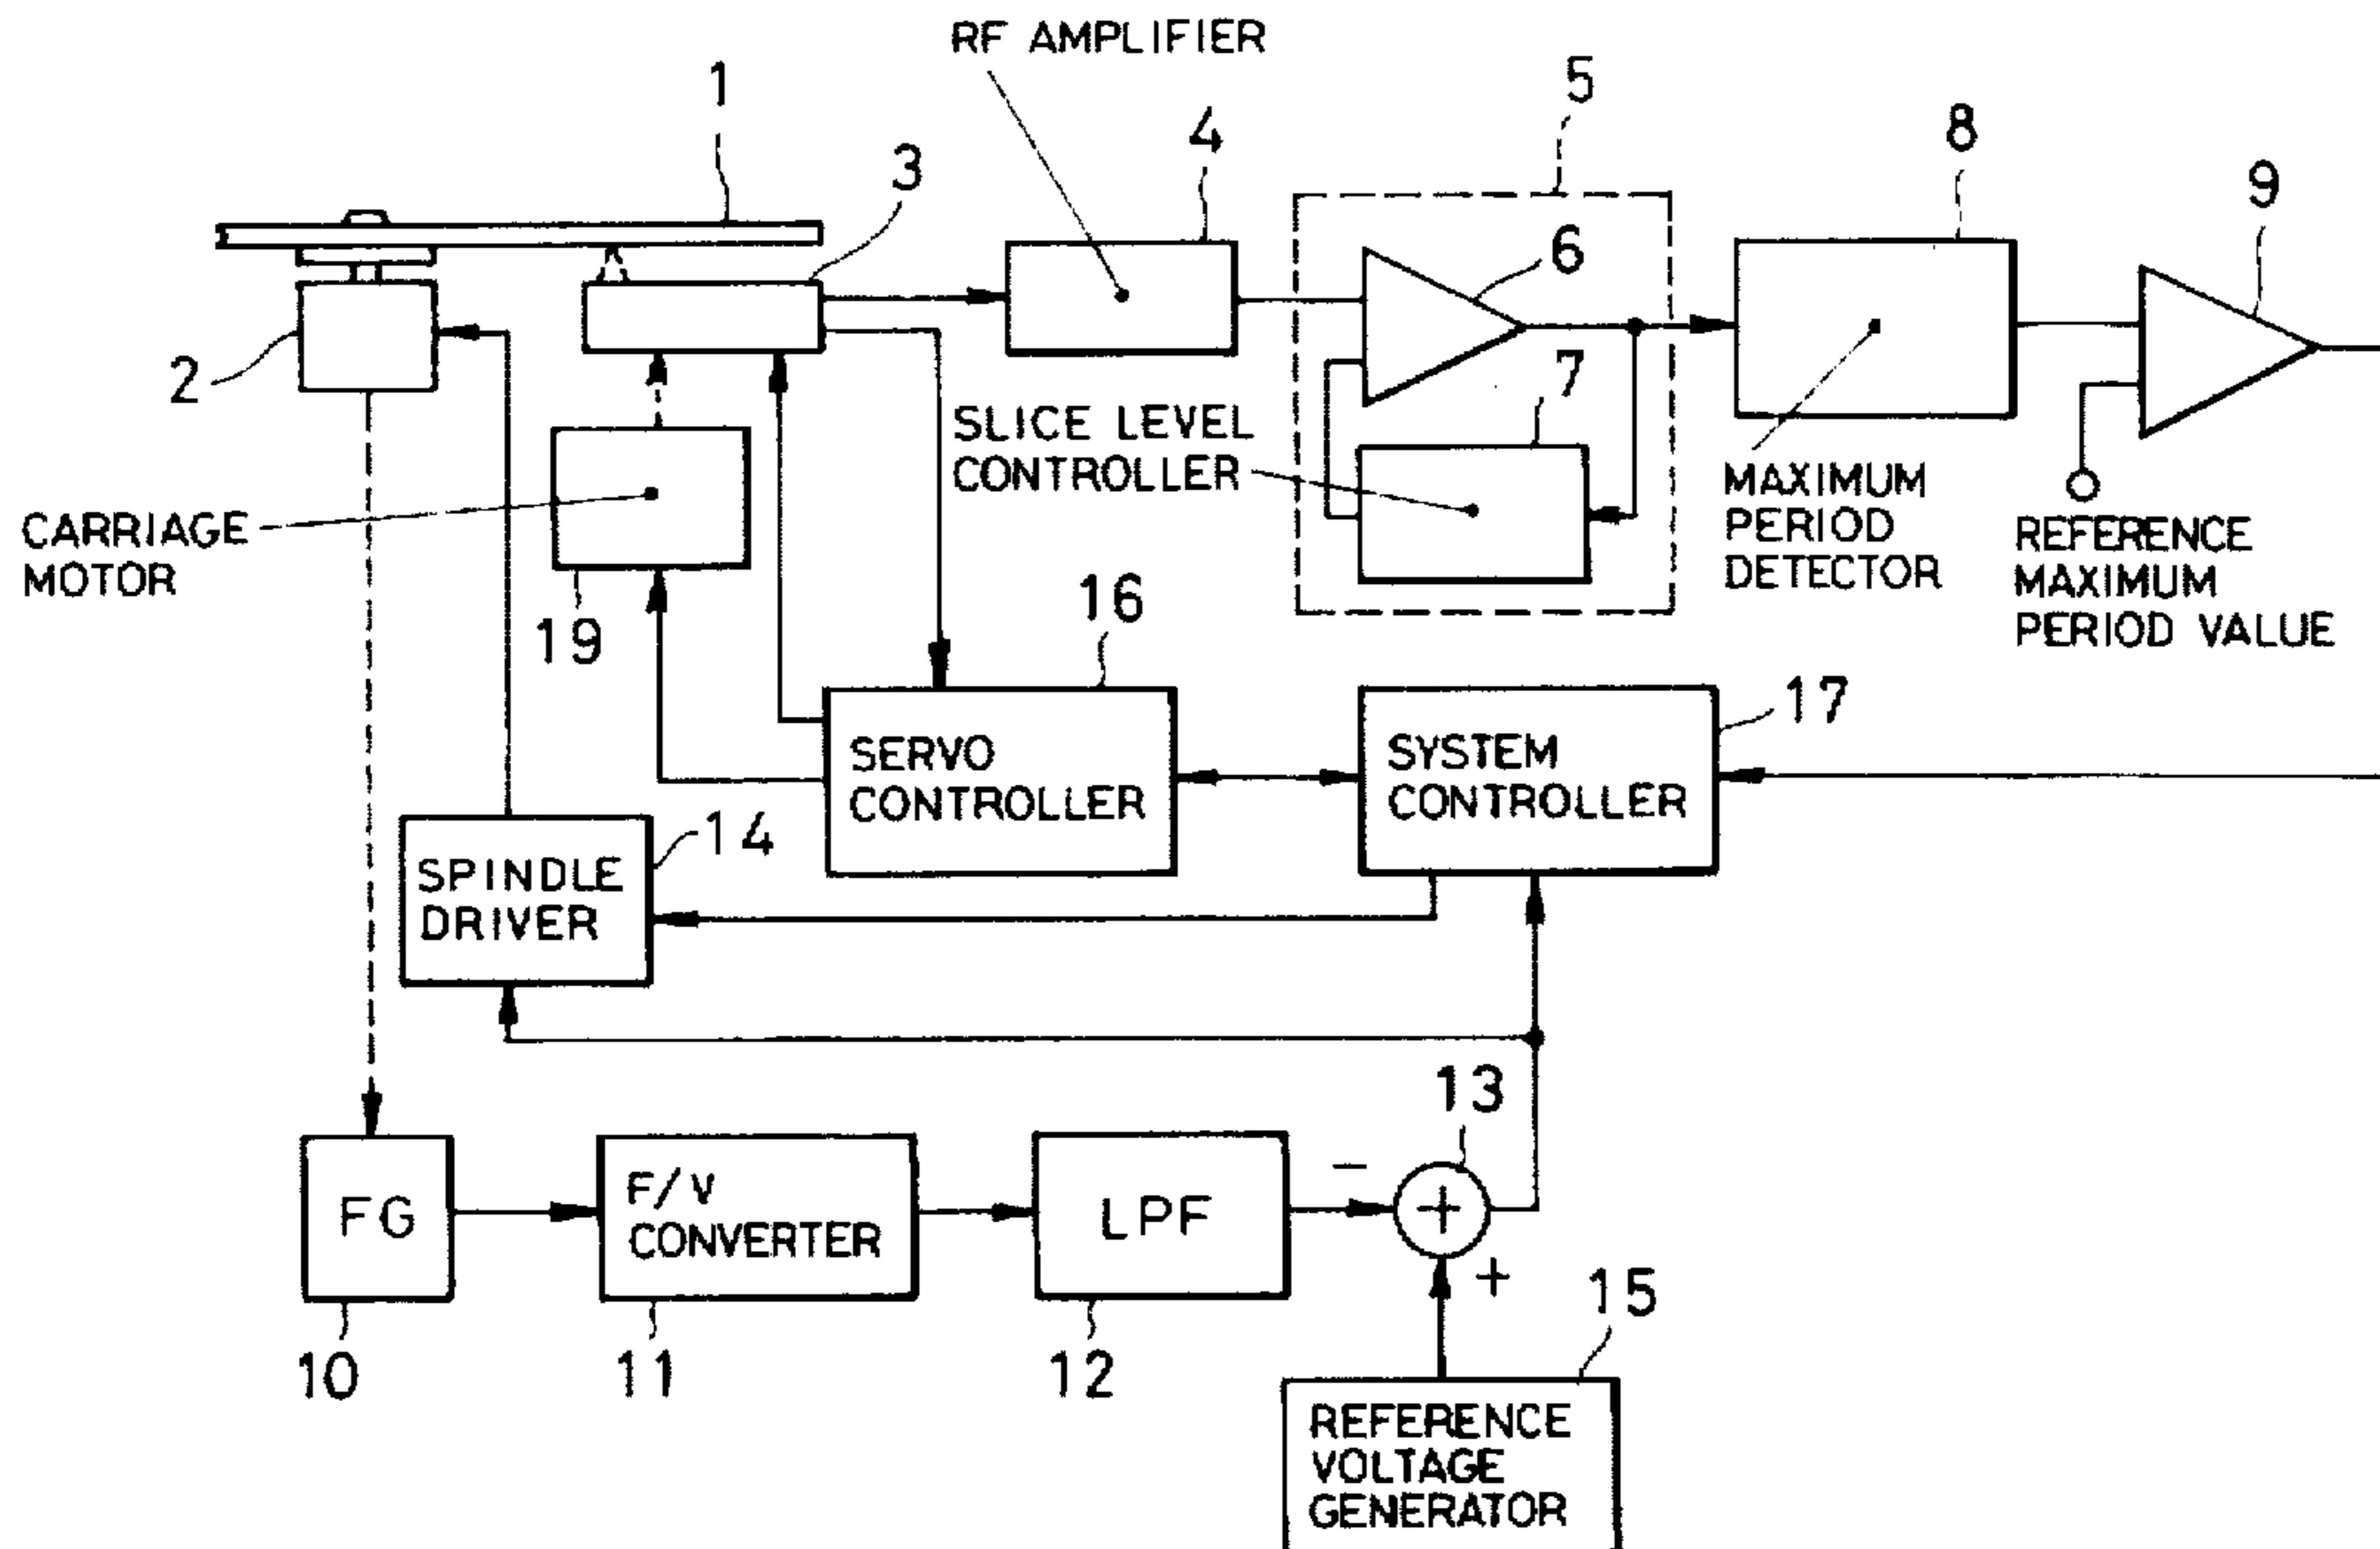 RF AMPLIFIER
1
3
4
5
8
9
6
2
7
SLICE LEVEL
CONTROLLER
MAXIMUM
PERIOD
DETECTOR
REFERENCE
MAXIMUM
PERIOD VALUE
CARRIAGE
MOTOR
19
16
17
SERVO
CONTROLLER
SYSTEM
CONTROLLER
14
SPINDLE
DRIVER
13
FG
F/V
CONVERTER
LPF
−
+
+
10
11
12
15
REFERENCE
VOLTAGE
GENERATOR